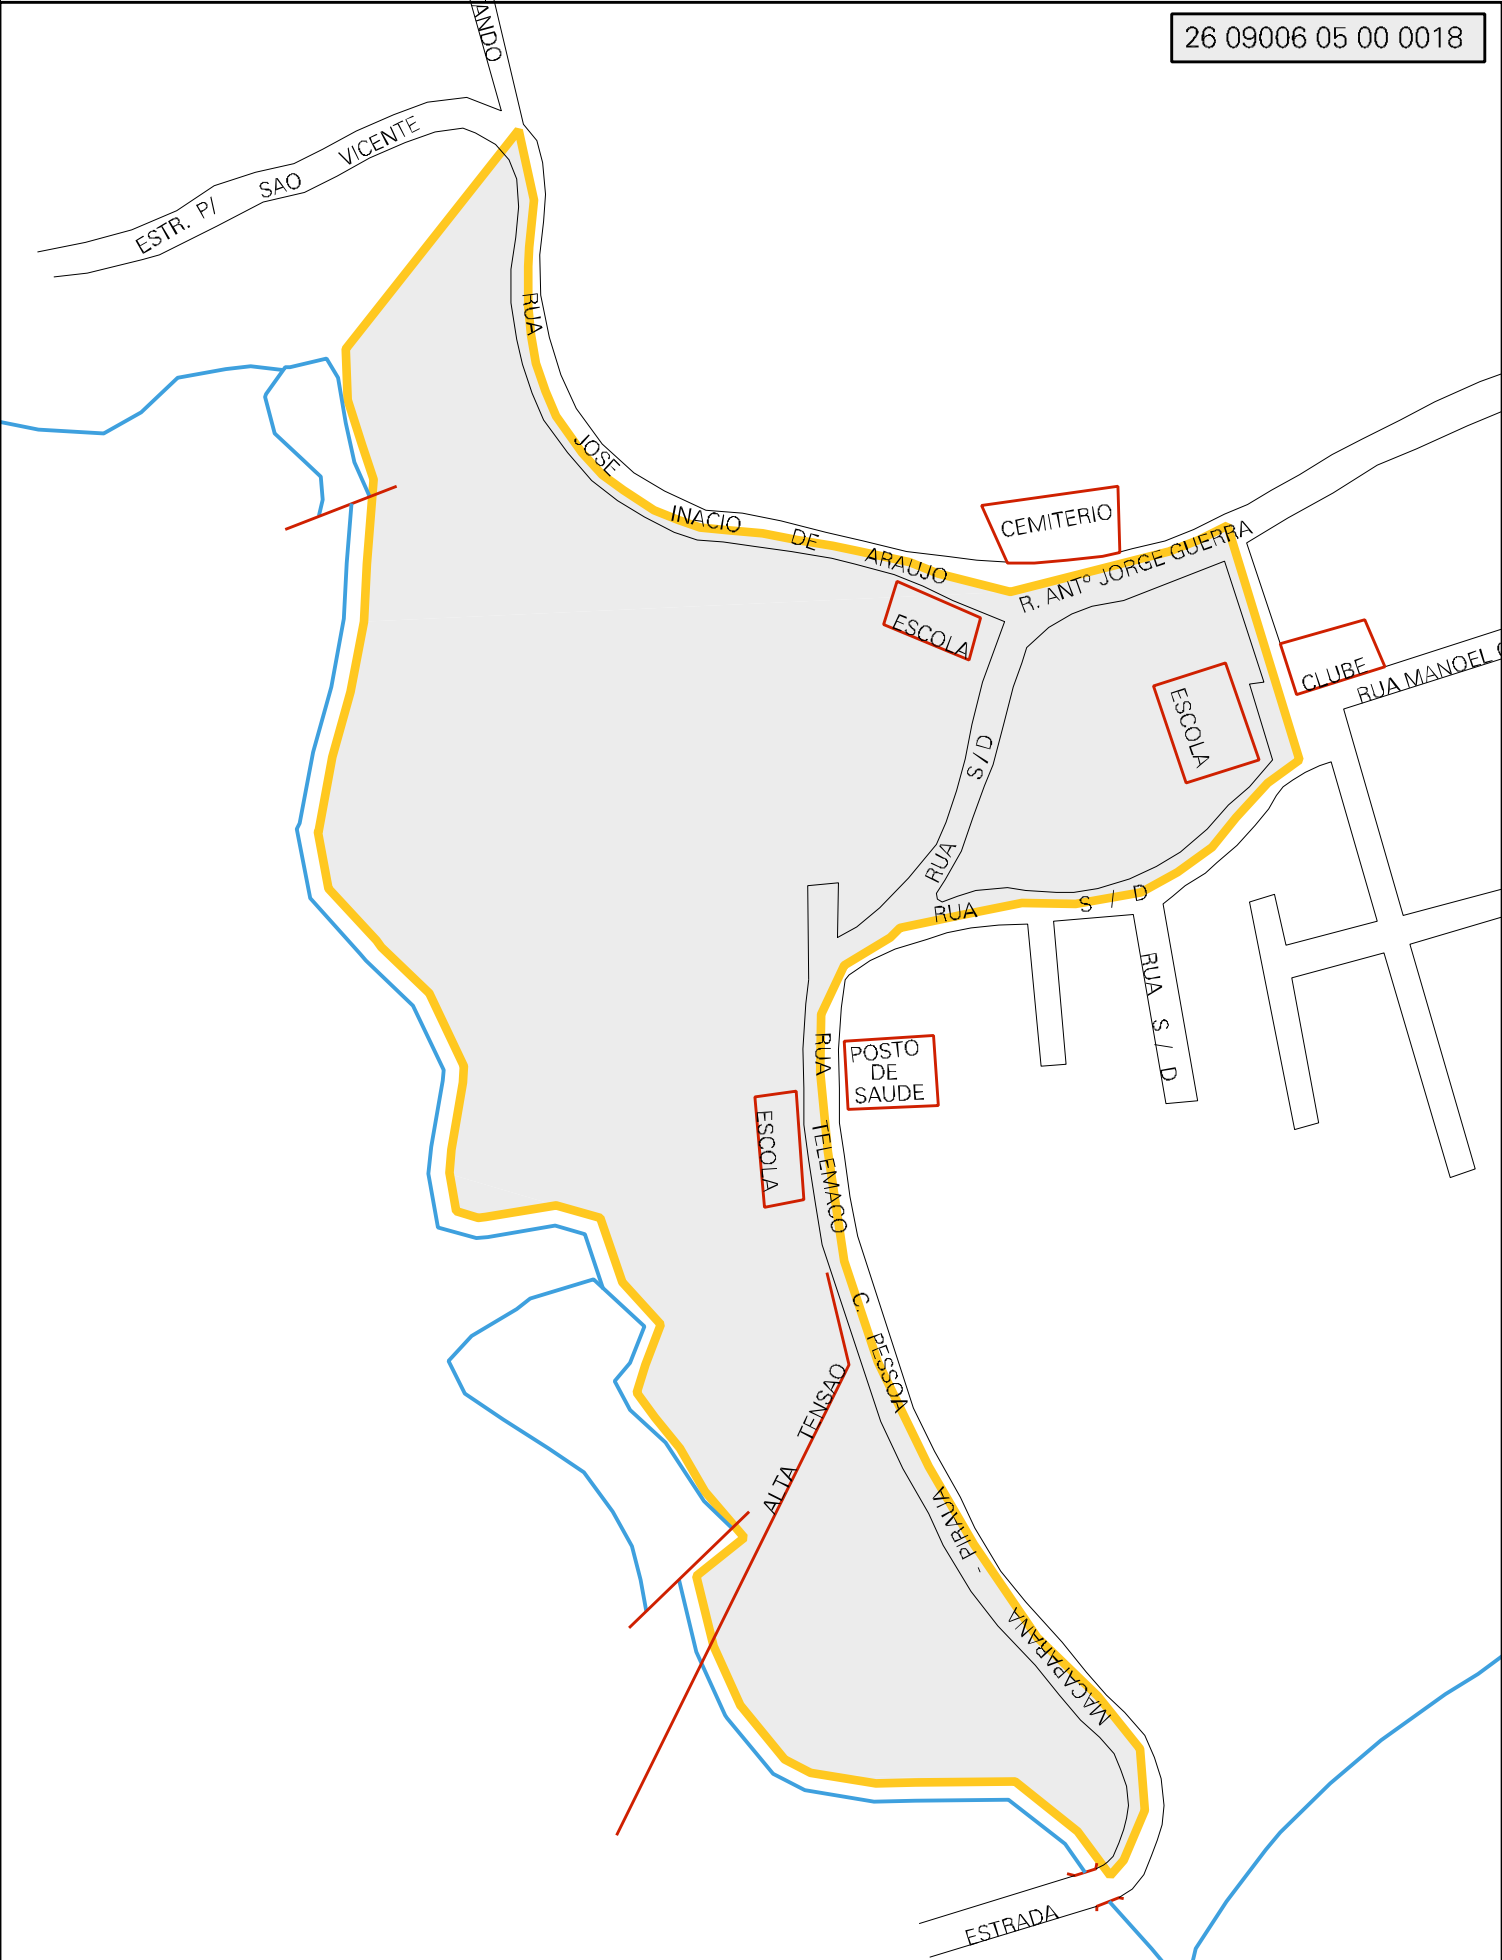 ANDO
26 09006 05 00 0018
ESTR. P/ SAO VICENTE
RUA JOSE INACIO DE ARAUJO
CEMITERIO
R. ANTº JORGE GUERRA
ESCOLA
CLUBE
RUA MANOEL
ESCOLA
RUA S/D
RUA S / D
RUA S / D
POSTO
DE
SAUDE
ESCOLA
RUA TELEMACO C. PESSOA
ALTA TENSAO
MACAPARANA - PIRAUA
ESTRADA